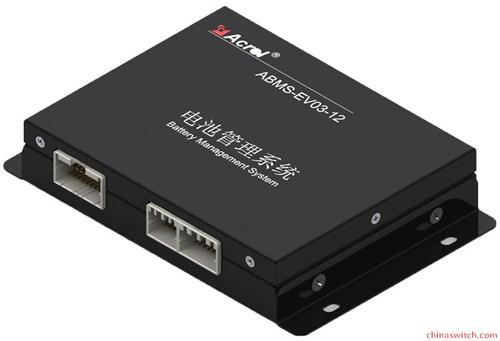 Acrel®
ABMS-EV03-12
电池管理系统
Battery Management System
chinaswitch.com